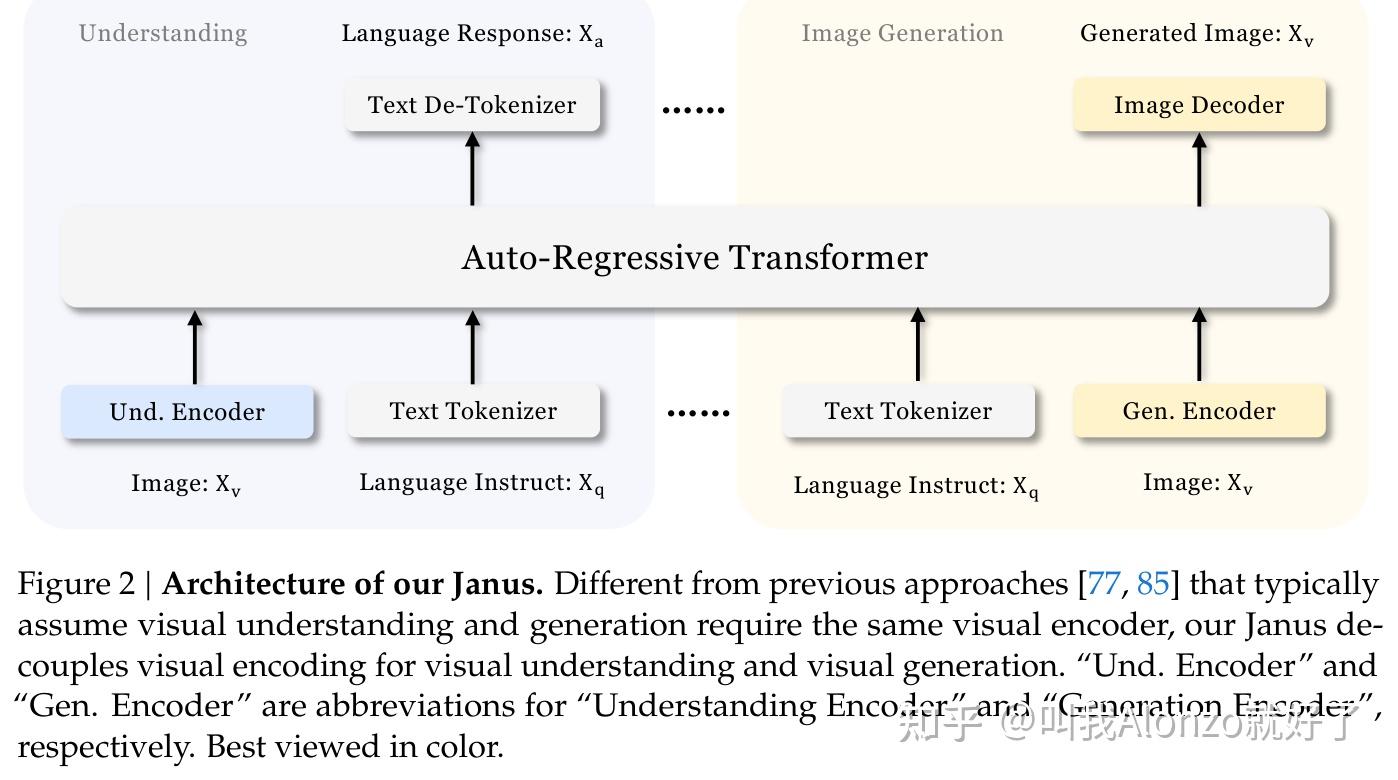 Understanding
Language Response: Xa
Image Generation
Generated Image: Xv
Text De-Tokenizer
......
Image Decoder
Auto-Regressive Transformer
Und. Encoder
Text Tokenizer
......
Text Tokenizer
Gen. Encoder
Image: Xv
Language Instruct: Xq
Language Instruct: Xq
Image: Xv
Figure 2 | Architecture of our Janus. Different from previous approaches [77, 85] that typically
assume visual understanding and generation require the same visual encoder, our Janus de-
couples visual encoding for visual understanding and visual generation. “Und. Encoder” and
“Gen. Encoder” are abbreviations for “Understanding Encoder” and “Generation Encoder”,
respectively. Best viewed in color.
知乎 @叫我Alonzo就好了